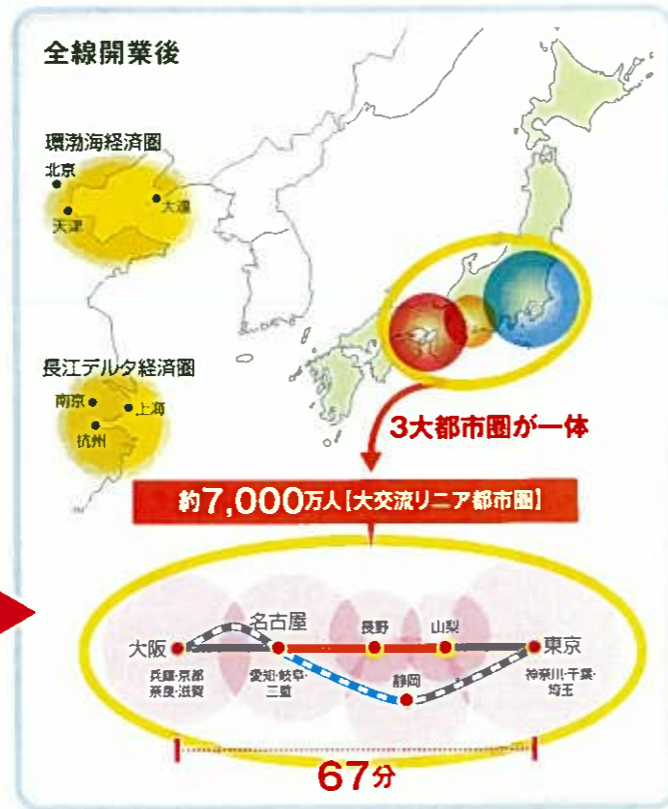 全線開業後
環渤海経済圏
北京
天津
大連
長江デルタ経済圏
南京
上海
杭州
3大都市圏が一体
約7,000万人[大交流リニア都市圏]
大阪
兵庫・京都
奈良・滋賀
名古屋
愛知・岐阜・
三重
長野
山梨
静岡
東京
神奈川・千葉・
埼玉
67分